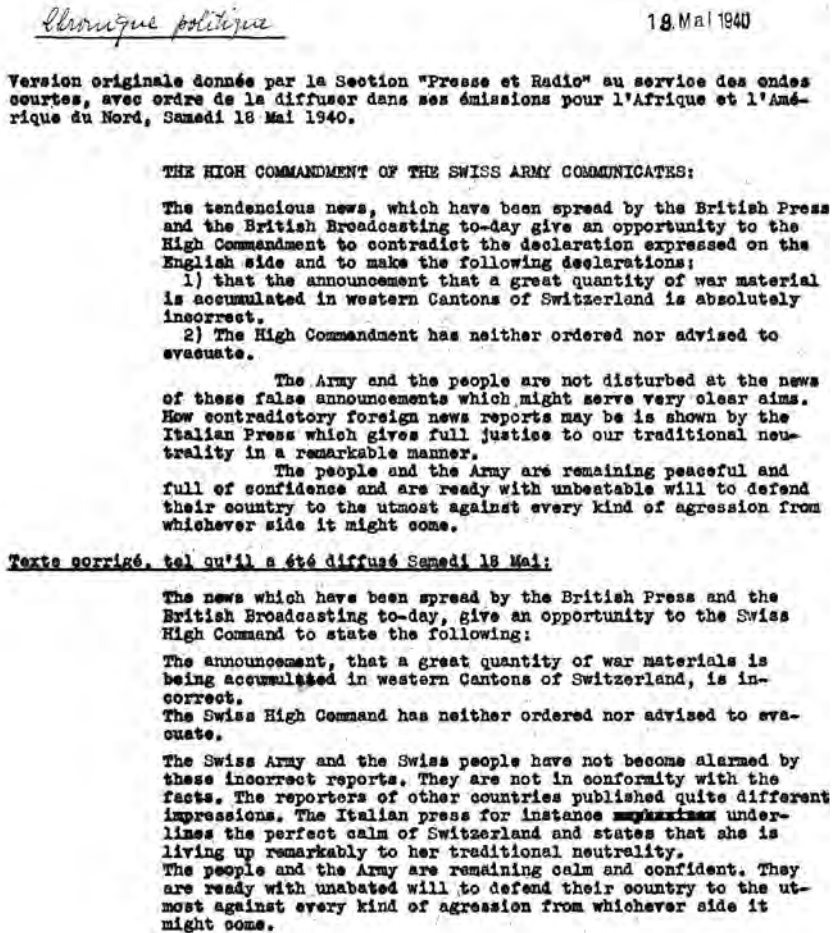 Chronique politique
18. Mai 1940
Version originale donnée par la Section "Presse et Radio" au service des ondes
courtes, avec ordre de la diffuser dans ses émissions pour l'Afrique et l'Amé-
rique du Nord, Samedi 18 Mai 1940.
THE HIGH COMMANDMENT OF THE SWISS ARMY COMMUNICATES:
The tendencious news, which have been spread by the British Press
and the British Broadcasting to-day give an opportunity to the
High Commandment to contradict the declaration expressed on the
English side and to make the following declarations:
1) that the announcement that a great quantity of war material
is accumulated in western Cantons of Switzerland is absolutely
incorrect.
2) The High Commandment has neither ordered nor advised to
evacuate.
The Army and the people are not disturbed at the news
of these false announcements which might serve very clear aims.
How contradictory foreign news reports may be is shown by the
Italian Press which gives full justice to our traditional neu-
trality in a remarkable manner.
The people and the Army are remaining peaceful and
full of confidence and are ready with unbeatable will to defend
their country to the utmost against every kind of agression from
whichever side it might come.
Texte corrigé, tel qu'il a été diffusé Samedi 18 Mai:
The news which have been spread by the British Press and the
British Broadcasting to-day, give an opportunity to the Swiss
High Command to state the following:
The announcement, that a great quantity of war materials is
being accumulated in western Cantons of Switzerland, is in-
correct.
The Swiss High Command has neither ordered nor advised to eva-
cuate.
The Swiss Army and the Swiss people have not become alarmed by
these incorrect reports. They are not in conformity with the
facts. The reporters of other countries published quite different
impressions. The Italian press for instance under-
lines the perfect calm of Switzerland and states that she is
living up remarkably to her traditional neutrality.
The people and the Army are remaining calm and confident. They
are ready with unabated will to defend their country to the ut-
most against every kind of agression from whichever side it
might come.